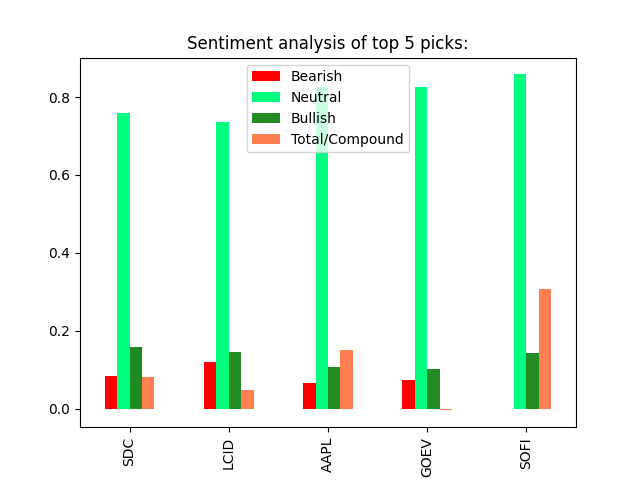 Sentiment analysis of top 5 picks:
Bearish
Neutral
Bullish
Total/Compound
0.8
0.6
0.4
0.2
0.0
SDC
LCID
AAPL
GOEV
SOFI